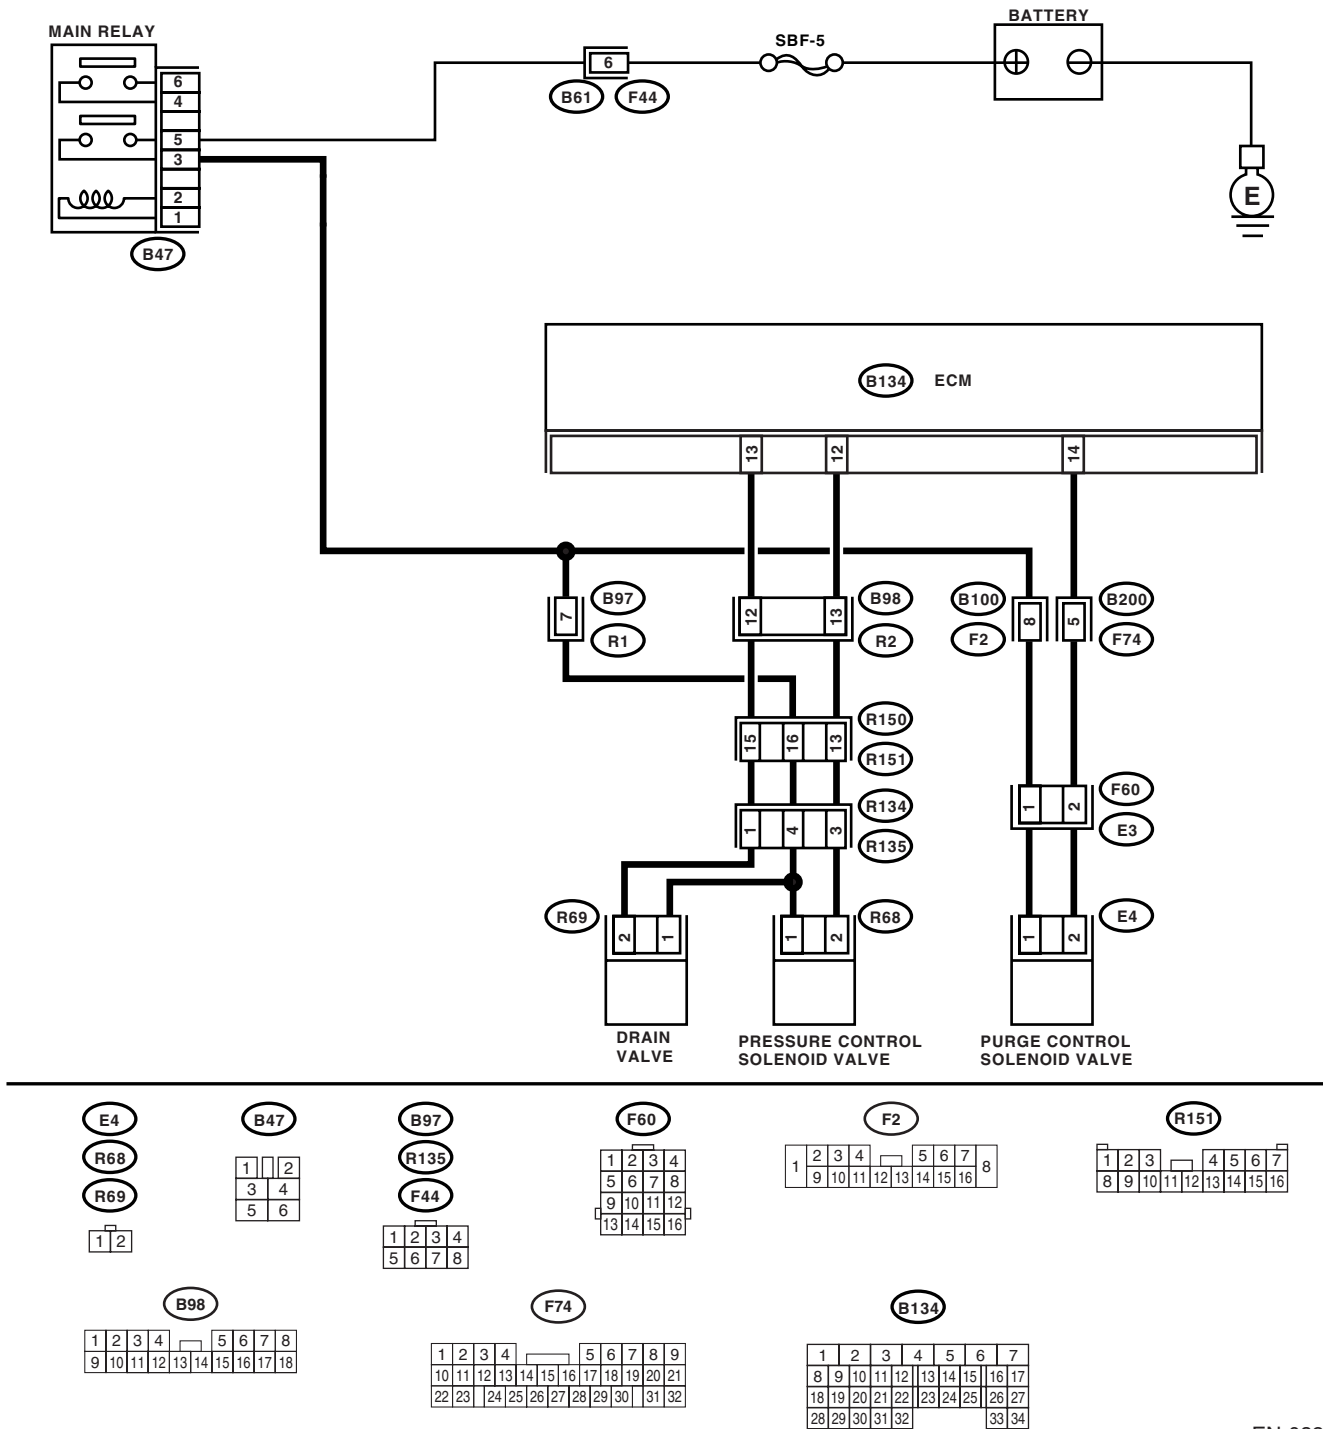 BATTERY
MAIN RELAY
SBF-5
6
B61 F44
6
4
5
3
2
1
B47
E
B134 ECM
13 12 14
7 B97
R1
12 13 B98
R2
B100 8 5 B200
F2 F74
15 16 13 R150
R151
1 4 3 R134
R135
1 2 F60
E3
R69 2 1
1 2 R68
1 2 E4
DRAIN
VALVE
PRESSURE CONTROL
SOLENOID VALVE
PURGE CONTROL
SOLENOID VALVE
E4
R68
R69
1 2
B47
1 2
3 4
5 6
B97
R135
F44
1 2 3 4
5 6 7 8
F60
1 2 3 4
5 6 7 8
9 10 11 12
13 14 15 16
F2
1 2 3 4 5 6 7 8
9 10 11 12 13 14 15 16
R151
1 2 3 4 5 6 7
8 9 10 11 12 13 14 15 16
B98
1 2 3 4 5 6 7 8
9 10 11 12 13 14 15 16 17 18
F74
1 2 3 4 5 6 7 8 9
10 11 12 13 14 15 16 17 18 19 20 21
22 23 24 25 26 27 28 29 30 31 32
B134
1 2 3 4 5 6 7
8 9 10 11 12 13 14 15 16 17
18 19 20 21 22 23 24 25 26 27
28 29 30 31 32 33 34